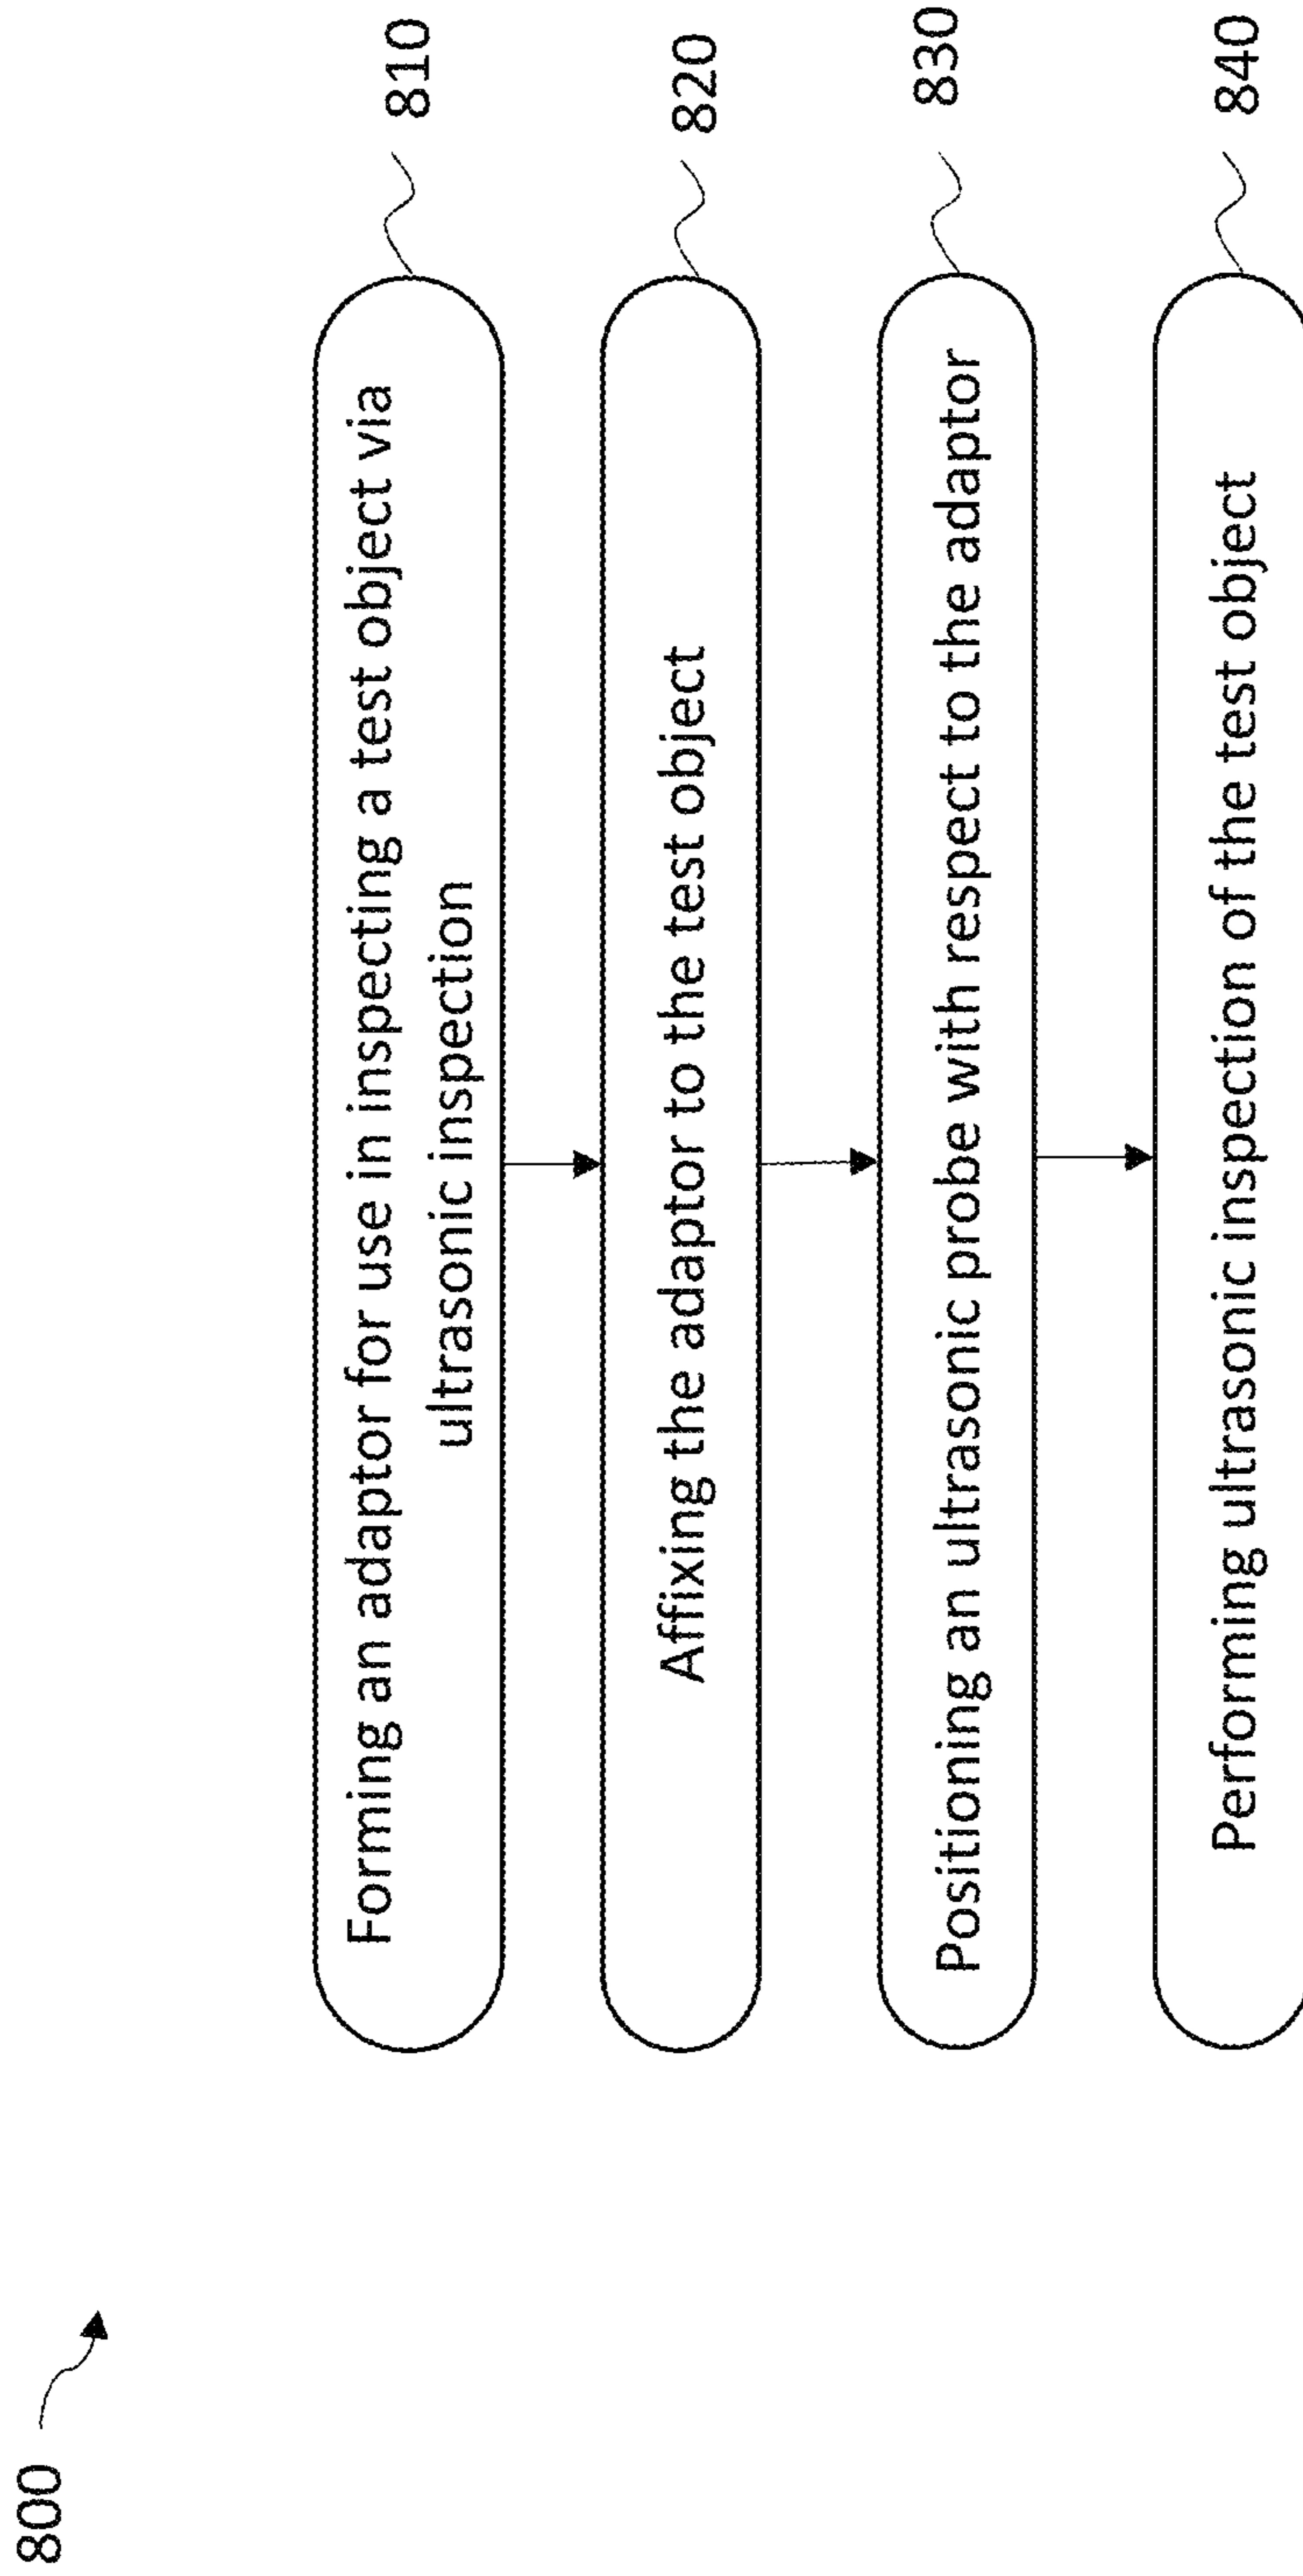 800
Forming an adaptor for use in inspecting a test object via
ultrasonic inspection
810
Affixing the adaptor to the test object
820
Positioning an ultrasonic probe with respect to the adaptor
830
Performing ultrasonic inspection of the test object
840